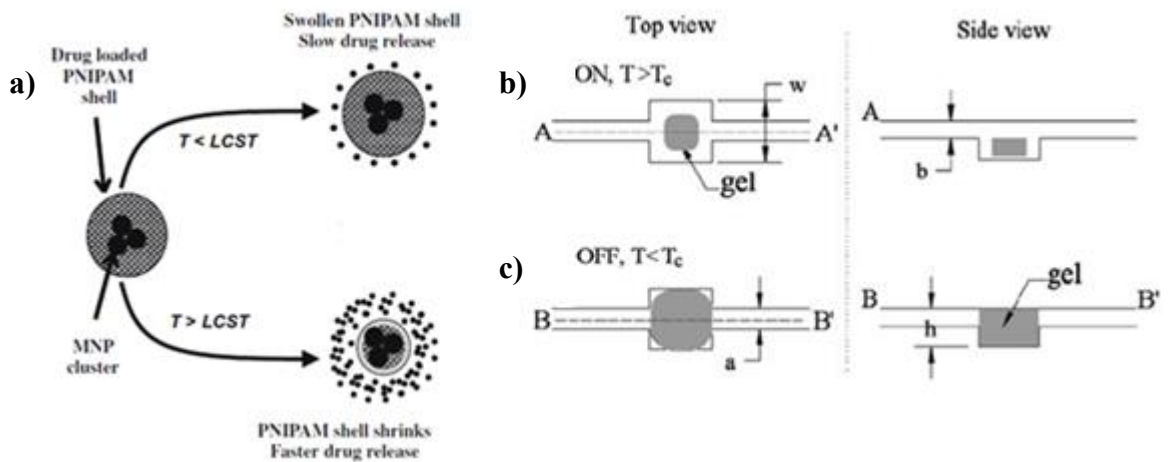 a)
Drug loaded
PNIPAM
shell
Swollen PNIPAM shell
Slow drug release
T < LCST
MNP
cluster
T > LCST
PNIPAM shell shrinks
Faster drug release
Top view
Side view
b)
ON, T>Tc
w
A
A'
gel
A
b
c)
OFF, T<Tc
B
B'
a
gel
B
B'
h